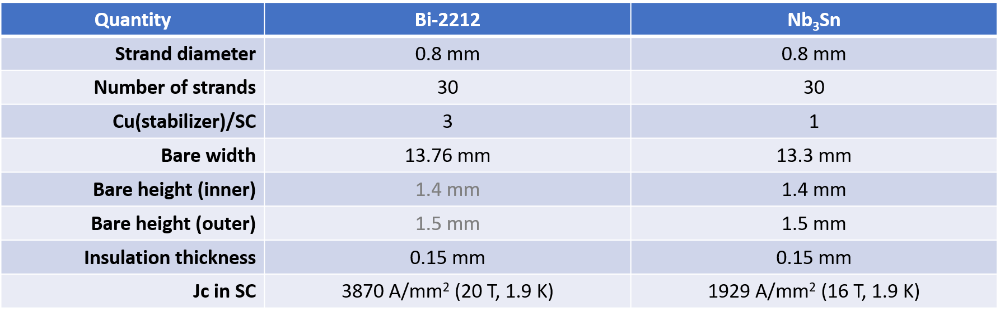 Quantity Bi-2212 Nb₃Sn
Strand diameter 0.8 mm 0.8 mm
Number of strands 30 30
Cu(stabilizer)/SC 3 1
Bare width 13.76 mm 13.3 mm
Bare height (inner) 1.4 mm 1.4 mm
Bare height (outer) 1.5 mm 1.5 mm
Insulation thickness 0.15 mm 0.15 mm
Jc in SC 3870 A/mm² (20 T, 1.9 K) 1929 A/mm² (16 T, 1.9 K)